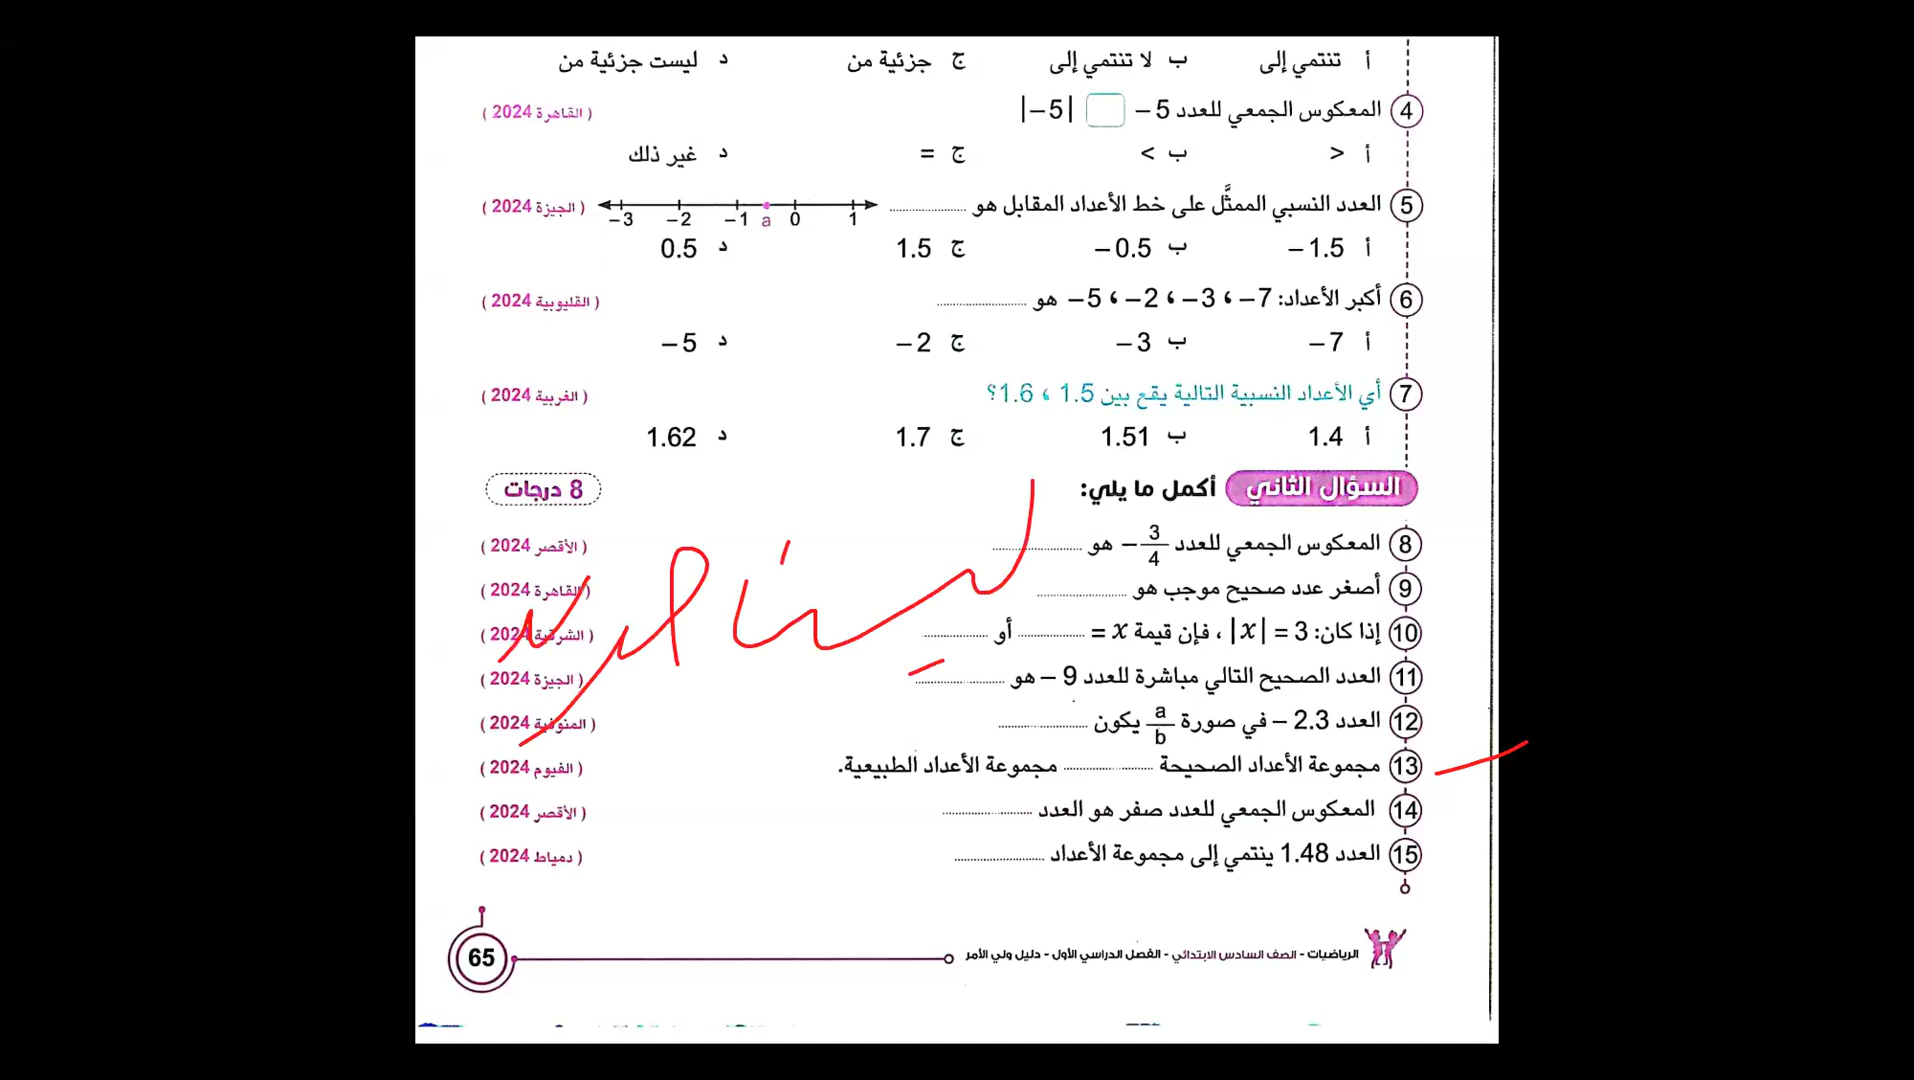 أ تنتمي إلى ب لا تنتمي إلى ج جزئية من د ليست جزئية من
4 المعكوس الجمعي للعدد 5 − |−5| ( القاهرة 2024 )
أ > ب < ج = د غير ذلك
5 العدد النسبي الممثَّل على خط الأعداد المقابل هو .................... ( الجيزة 2024 )
−3 −2 −1 a 0 1
أ −1.5 ب −0.5 ج 1.5 د 0.5
6 أكبر الأعداد: −7 ، −3 ، −2 ، −5 هو .................... ( القليوبية 2024 )
أ −7 ب −3 ج −2 د −5
7 أي الأعداد النسبية التالية يقع بين 1.5 ، 1.6؟ ( الغربية 2024 )
أ 1.4 ب 1.51 ج 1.7 د 1.62
السؤال الثاني أكمل ما يلي: 8 درجات
8 المعكوس الجمعي للعدد −3/4 هو .................... ( الأقصر 2024 )
9 أصغر عدد صحيح موجب هو .................... ( القاهرة 2024 )
10 إذا كان: |x| = 3 ، فإن قيمة x = ............... أو ............... ( الشرقية 2024 )
11 العدد الصحيح التالي مباشرة للعدد 9 − هو .................... ( الجيزة 2024 )
12 العدد 2.3 − في صورة a/b يكون .................... ( المنوفية 2024 )
13 مجموعة الأعداد الصحيحة .................... مجموعة الأعداد الطبيعية. ( الفيوم 2024 )
14 المعكوس الجمعي للعدد صفر هو العدد .................... ( الأقصر 2024 )
15 العدد 1.48 ينتمي إلى مجموعة الأعداد .................... ( دمياط 2024 )
الرياضيات - الصف السادس الابتدائي - الفصل الدراسي الأول - دليل ولي الأمر
65